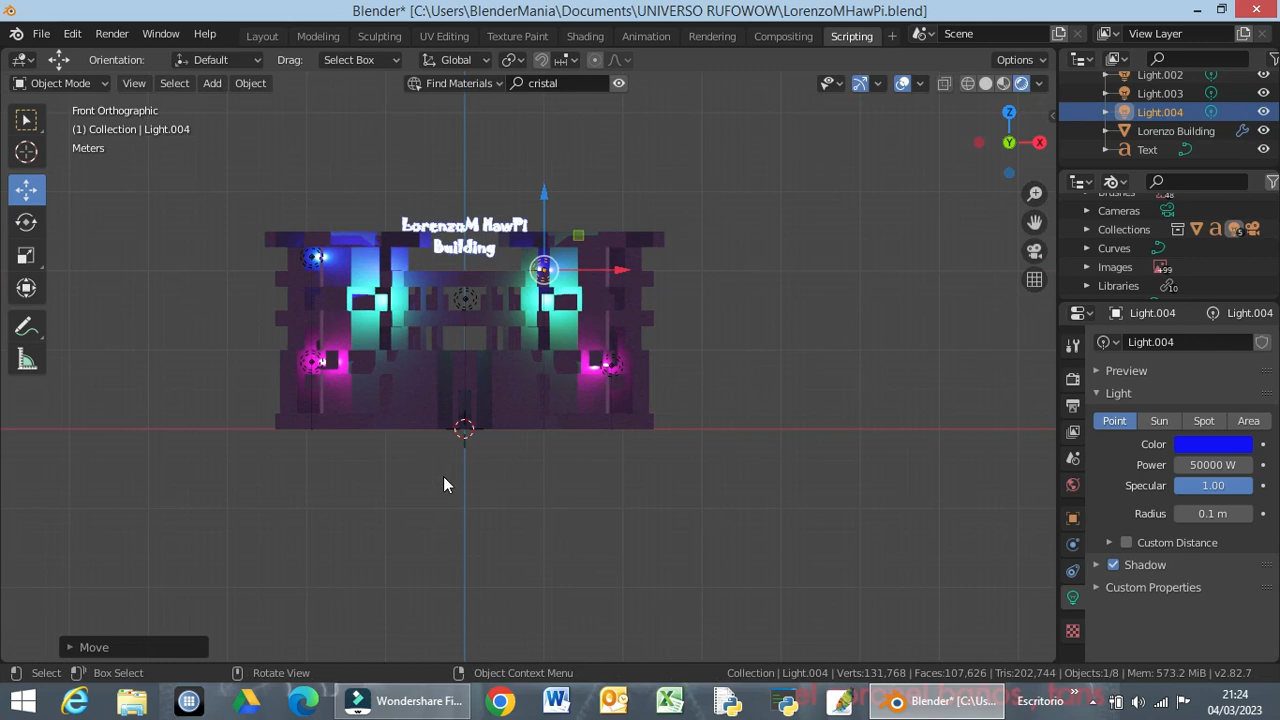 Blender* [C:\Users\BlenderMania\Documents\UNIVERSO RUFOWOW\LorenzoMHawPi.blend]
File Edit Render Window Help Layout Modeling Sculpting UV Editing Texture Paint Shading Animation Rendering Compositing Scripting + Scene View Layer
Orientation: Default Drag: Select Box Global Options
Object Mode View Select Add Object Find Materials cristal
Front Orthographic
(1) Collection | Light.004
Meters
Z
Y
X
LorenzoM HawPi
Building
Light.002
Light.003
Light.004
Lorenzo Building
Text
Brushes 48
Cameras
Collections 5
Curves
Images +99
Libraries 10
Light.004 Light.004
Light.004
Preview
Light
Point Sun Spot Area
Color
Power 50000 W
Specular 1.00
Radius 0.1 m
Custom Distance
Shadow
Custom Properties
Move
Select Box Select Rotate View Object Context Menu Collection | Light.004 | Verts:131,768 | Faces:107,626 | Tris:202,744 | Objects:1/8 | Mem: 573.2 MiB | v2.82.7
Wondershare Fi... Blender* [C:\Us... Escritorio
21:24
04/03/2023